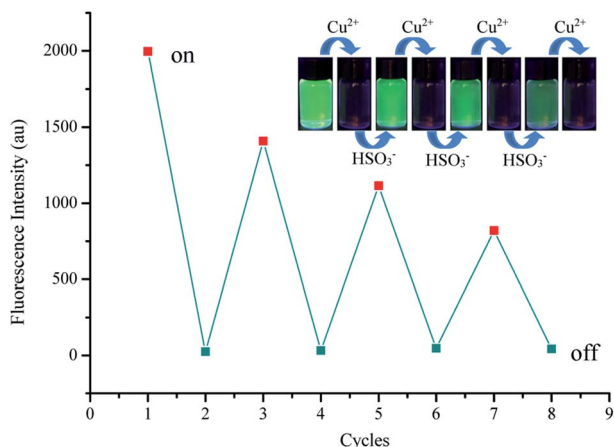 Cu²⁺ Cu²⁺ Cu²⁺ Cu²⁺
HSO₃⁻ HSO₃⁻ HSO₃⁻
on
off
Fluorescence Intensity (au)
2000
1500
1000
500
0
0 1 2 3 4 5 6 7 8 9
Cycles